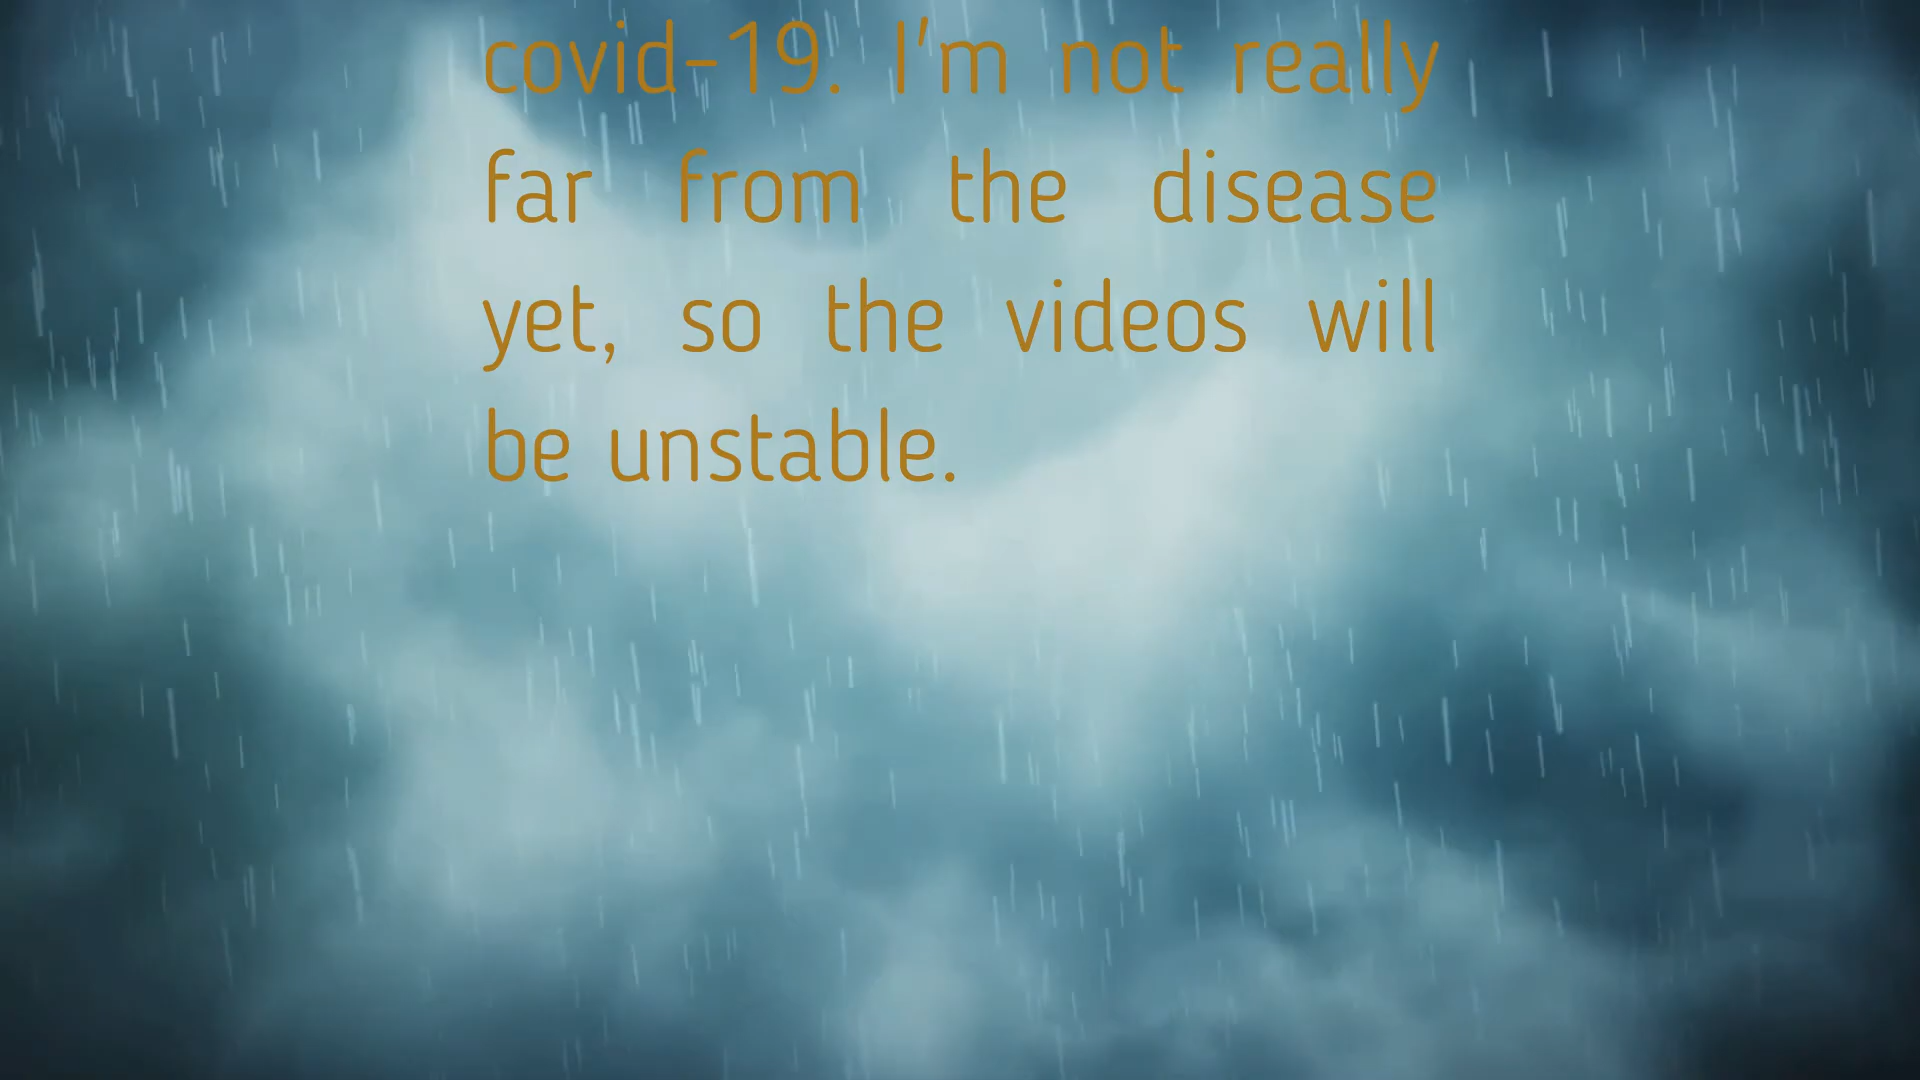 covid-19. I'm not really
far from the disease
yet, so the videos will
be unstable.